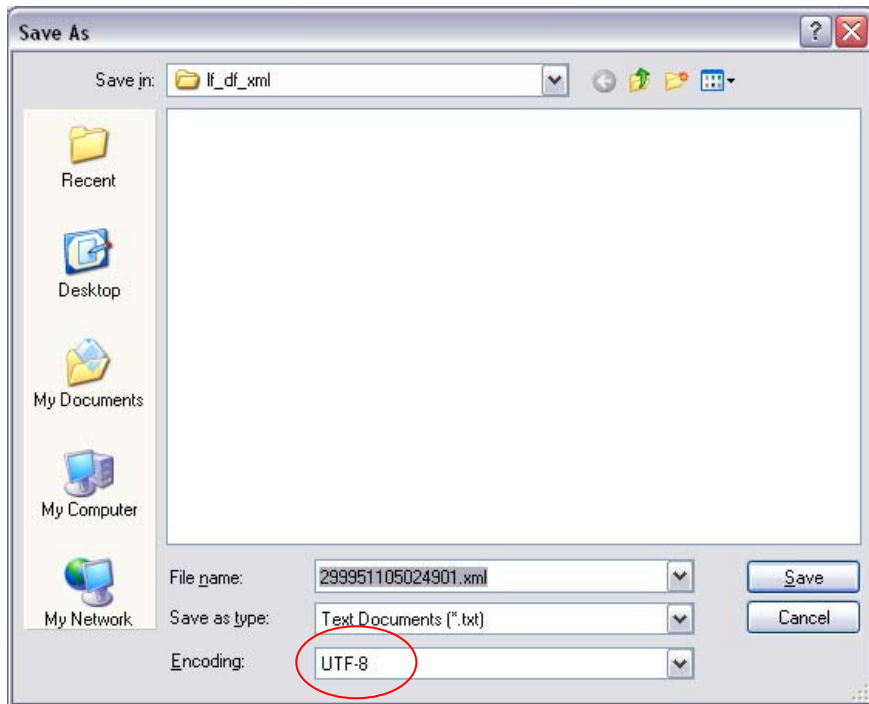 Save As
Save in: lf_df_xml
Recent
Desktop
My Documents
My Computer
My Network
File name: 299951105024901.xml Save
Save as type: Text Documents (*.txt) Cancel
Encoding: UTF-8